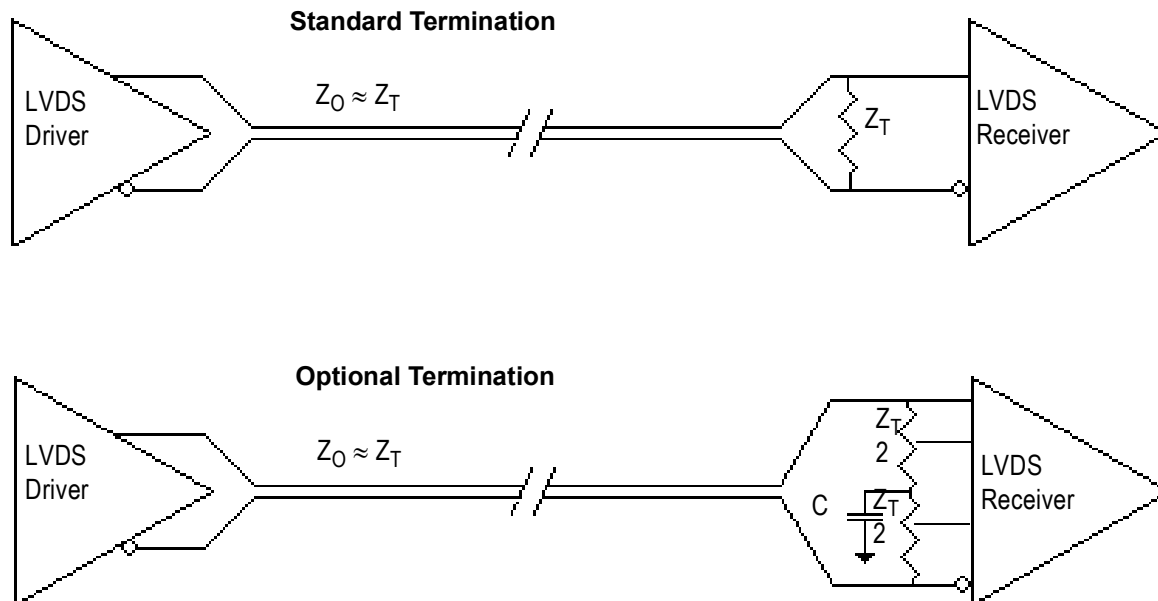 Standard Termination
LVDS
Driver
Z_O ≈ Z_T
Z_T
LVDS
Receiver
Optional Termination
LVDS
Driver
Z_O ≈ Z_T
Z_T
2
C
Z_T
2
LVDS
Receiver